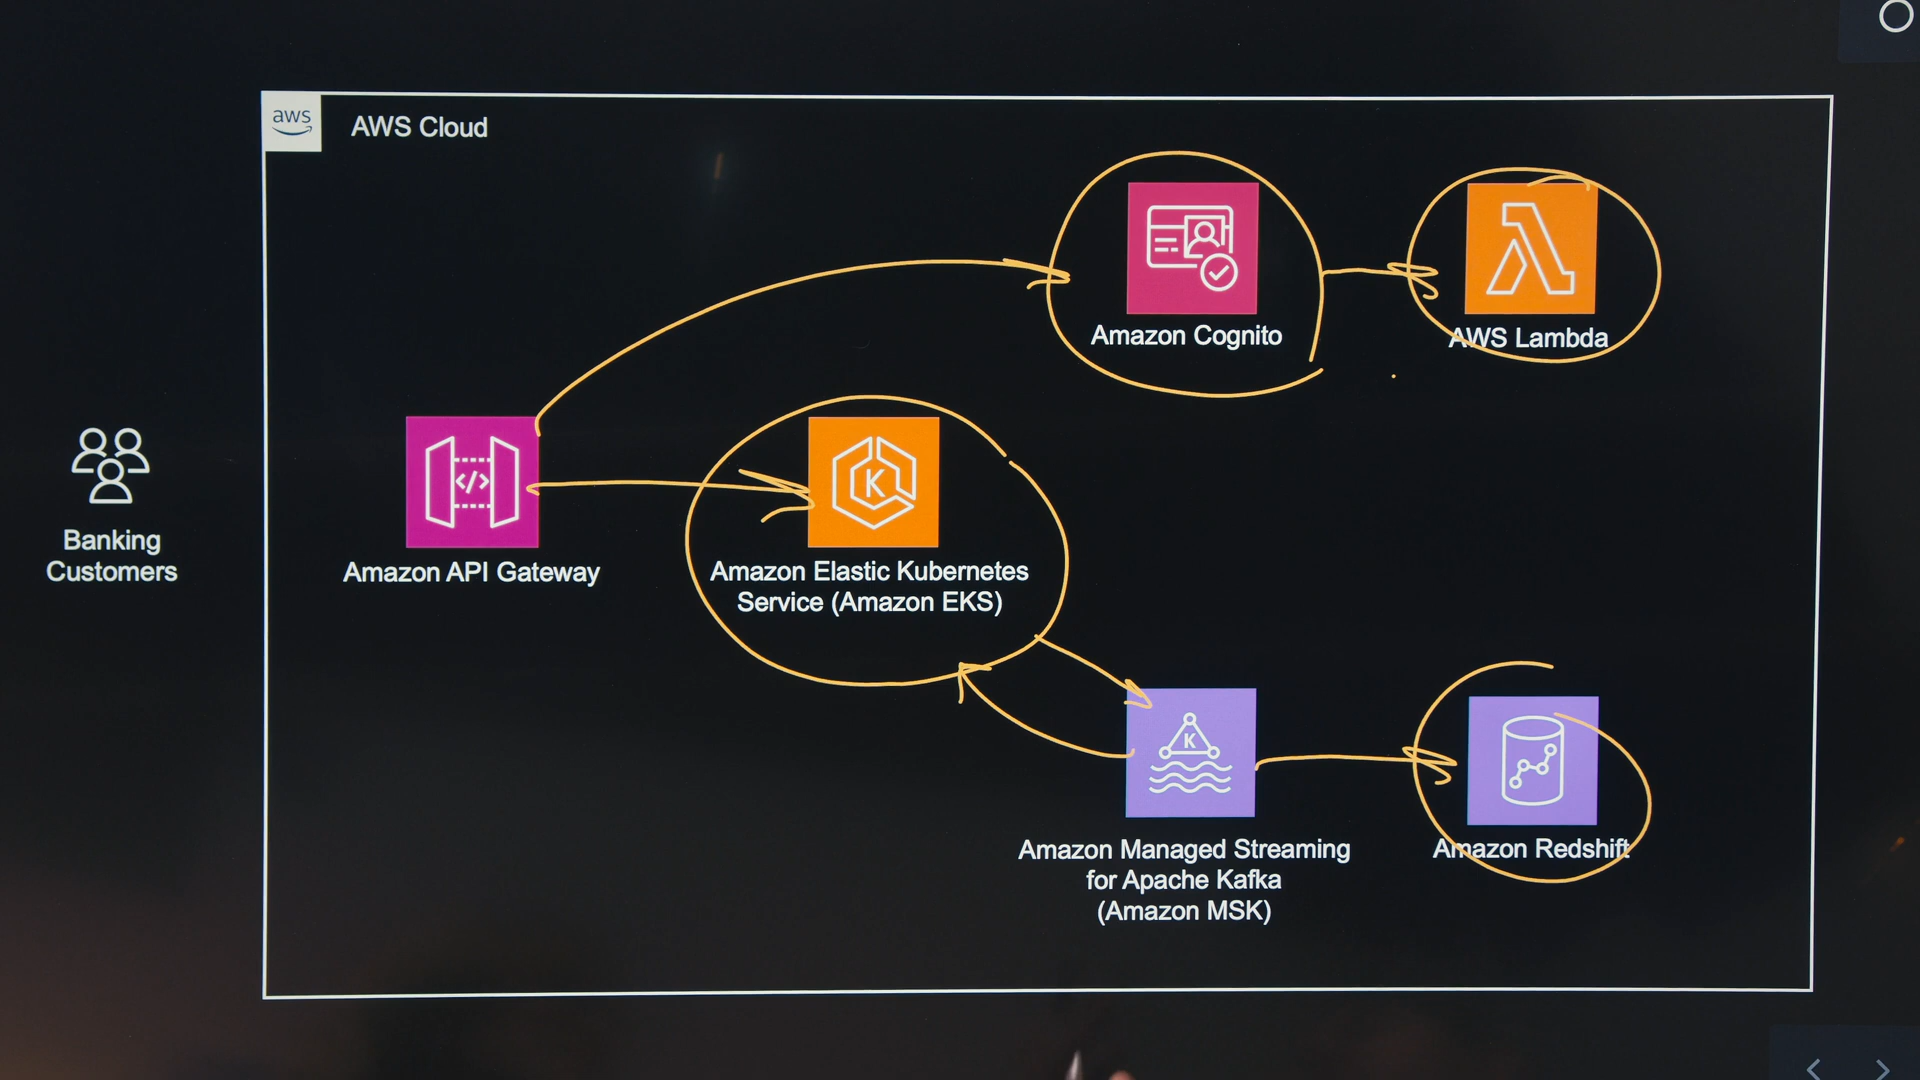 aws
AWS Cloud
Amazon Cognito
AWS Lambda
</>
K
Banking
Customers
Amazon API Gateway
Amazon Elastic Kubernetes
Service (Amazon EKS)
K
Amazon Managed Streaming
for Apache Kafka
(Amazon MSK)
Amazon Redshift